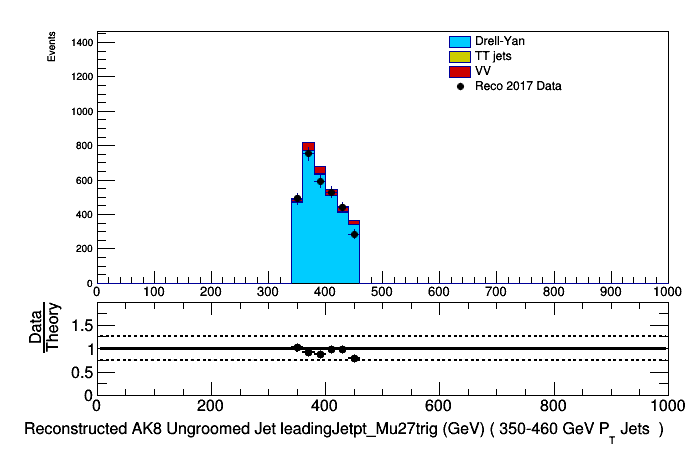 Events
1400
1200
1000
800
600
400
200
0
Drell-Yan
TT jets
VV
Reco 2017 Data
0 100 200 300 400 500 600 700 800 900 1000
Data
Theory
1.5
1
0.5
0
0 200 400 600 800 1000
Reconstructed AK8 Ungroomed Jet leadingJetpt_Mu27trig (GeV) ( 350-460 GeV P_T Jets )